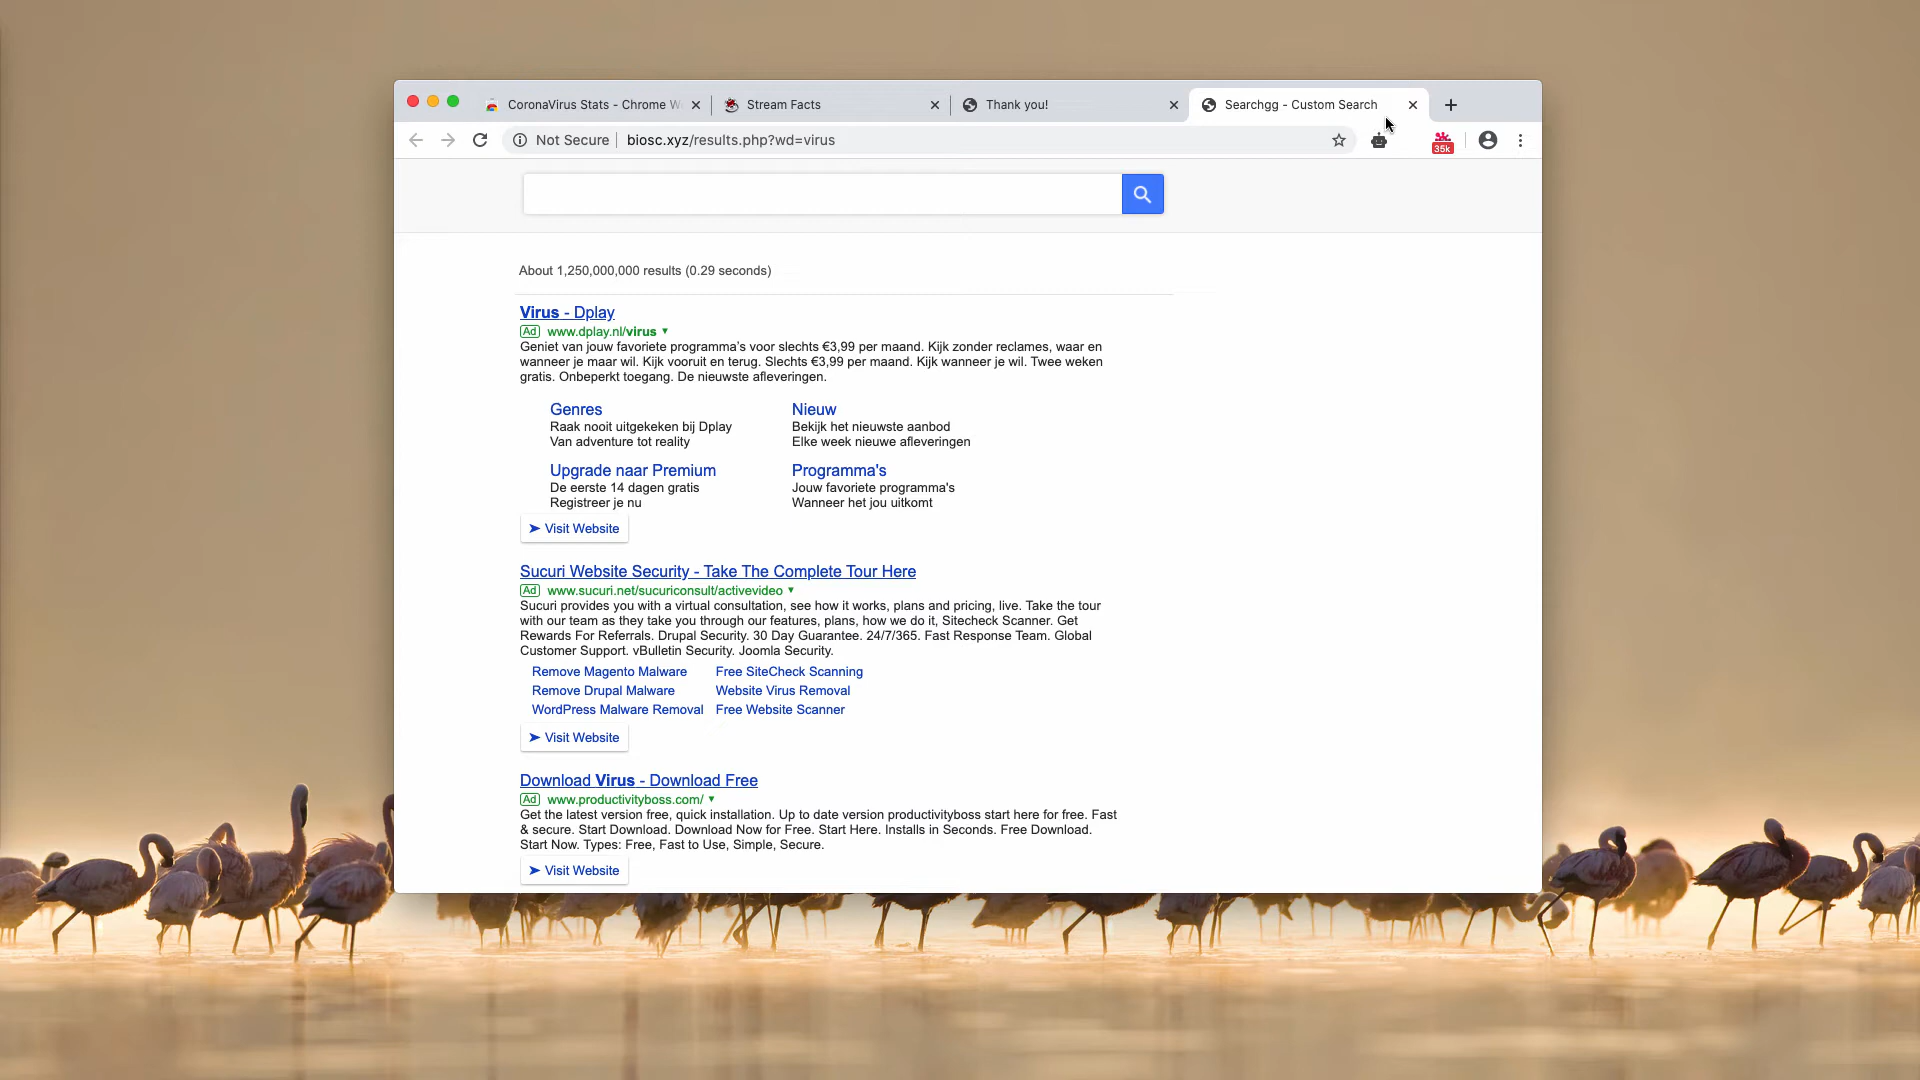 CoronaVirus Stats - Chrome W
Stream Facts
Thank you!
Searchgg - Custom Search
Not Secure
biosc.xyz/results.php?wd=virus
35k
About 1,250,000,000 results (0.29 seconds)
Virus - Dplay
Ad www.dplay.nl/virus
Geniet van jouw favoriete programma's voor slechts €3,99 per maand. Kijk zonder reclames, waar en
wanneer je maar wil. Kijk vooruit en terug. Slechts €3,99 per maand. Kijk wanneer je wil. Twee weken
gratis. Onbeperkt toegang. De nieuwste afleveringen.
Genres
Raak nooit uitgekeken bij Dplay
Van adventure tot reality
Nieuw
Bekijk het nieuwste aanbod
Elke week nieuwe afleveringen
Upgrade naar Premium
De eerste 14 dagen gratis
Registreer je nu
Programma's
Jouw favoriete programma's
Wanneer het jou uitkomt
Visit Website
Sucuri Website Security - Take The Complete Tour Here
Ad www.sucuri.net/sucuriconsult/activevideo
Sucuri provides you with a virtual consultation, see how it works, plans and pricing, live. Take the tour
with our team as they take you through our features, plans, how we do it, Sitecheck Scanner. Get
Rewards For Referrals. Drupal Security. 30 Day Guarantee. 24/7/365. Fast Response Team. Global
Customer Support. vBulletin Security. Joomla Security.
Remove Magento Malware
Free SiteCheck Scanning
Remove Drupal Malware
Website Virus Removal
WordPress Malware Removal
Free Website Scanner
Visit Website
Download Virus - Download Free
Ad www.productivityboss.com/
Get the latest version free, quick installation. Up to date version productivityboss start here for free. Fast
& secure. Start Download. Download Now for Free. Start Here. Installs in Seconds. Free Download.
Start Now. Types: Free, Fast to Use, Simple, Secure.
Visit Website